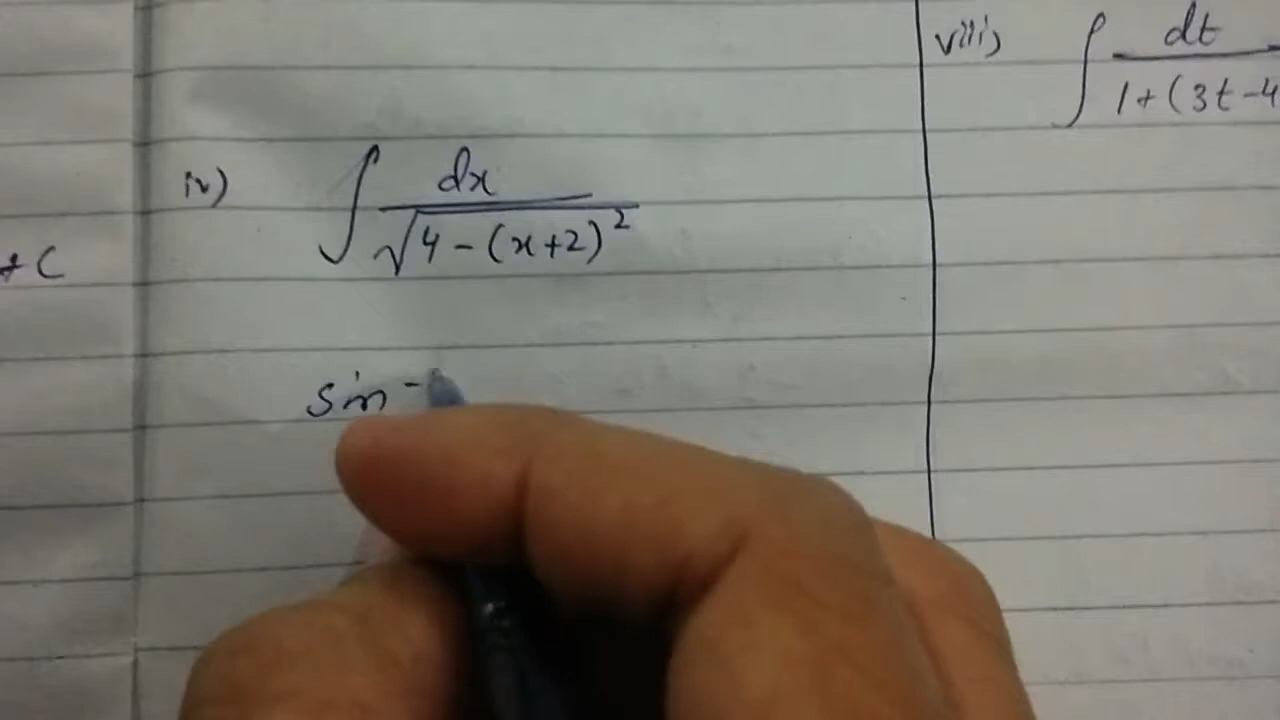 + C
iv) ∫ dx / √4 - (x+2)²
sin⁻
viii) ∫ dt / 1 + (3t - 4